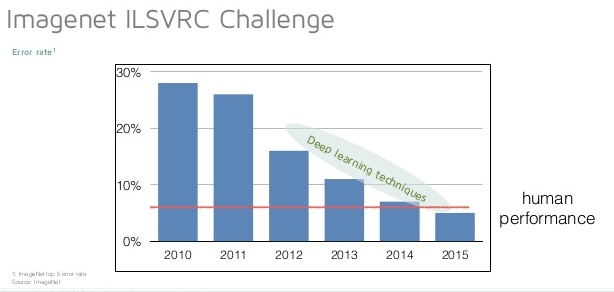 Imagenet ILSVRC Challenge
Error rate¹
30%
20%
10%
0%
Deep learning techniques
2010 2011 2012 2013 2014 2015
human
performance
1. ImageNet top 5 error rate
Source: ImageNet